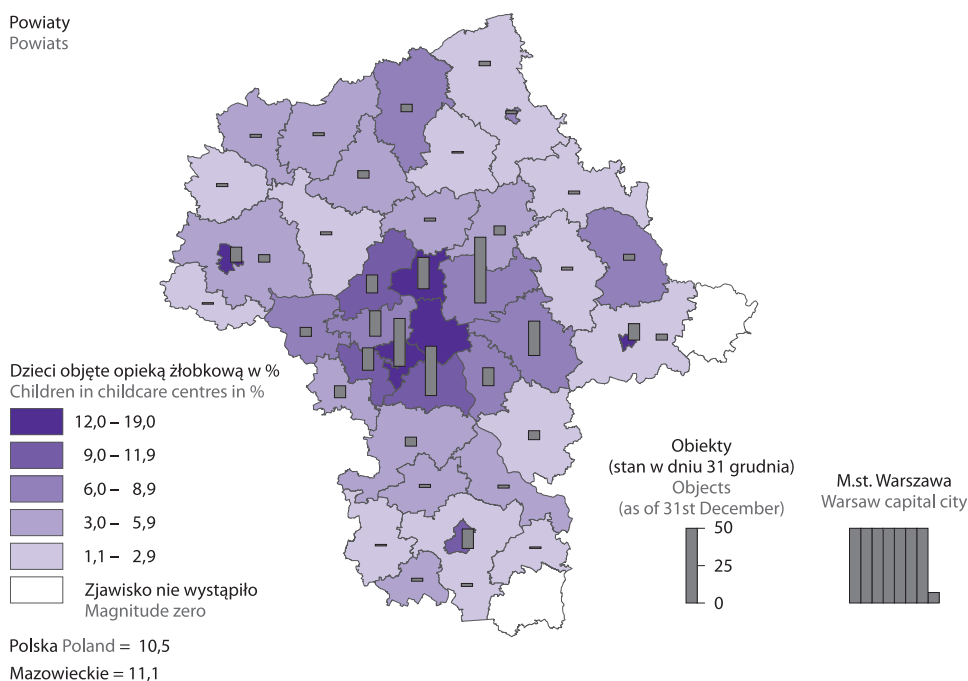 Powiaty
Powiats
Dzieci objęte opieką żłobkową w %
Children in childcare centres in %
12,0 – 19,0
9,0 – 11,9
6,0 – 8,9
3,0 – 5,9
1,1 – 2,9
Zjawisko nie wystąpiło
Magnitude zero
Polska Poland = 10,5
Mazowieckie = 11,1
Obiekty
(stan w dniu 31 grudnia)
Objects
(as of 31st December)
50
25
0
M.st. Warszawa
Warsaw capital city